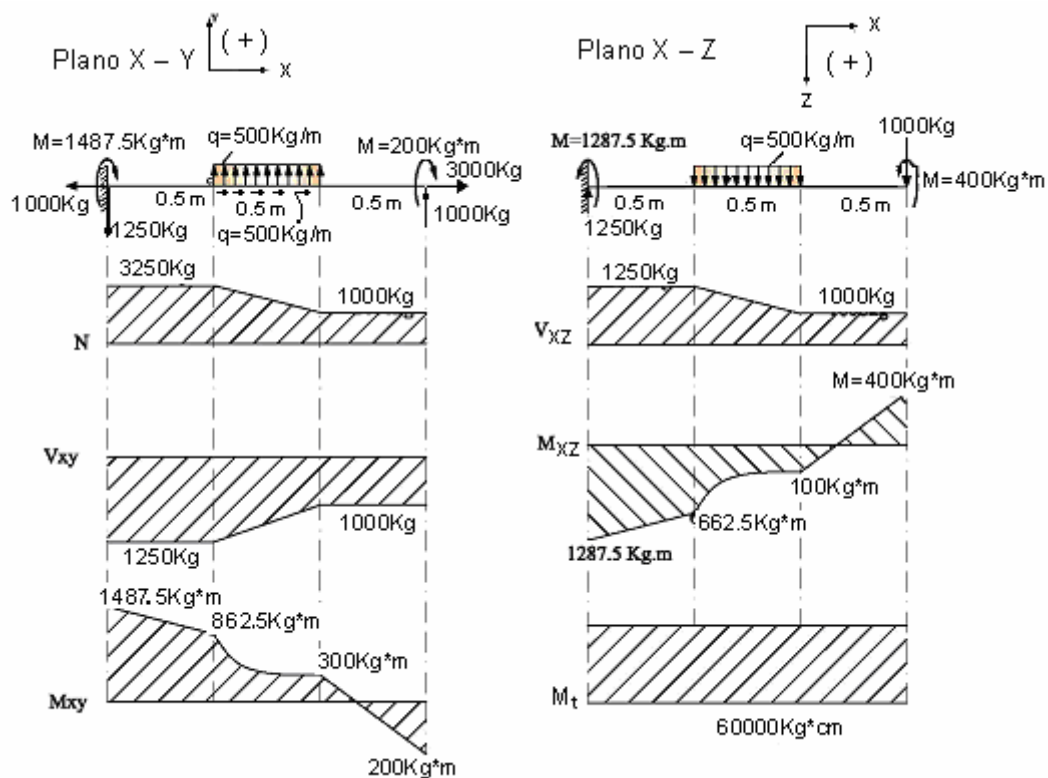 Y
(+)
Plano X – Y
X
M=1487.5Kg*m
q=500Kg/m
M=200Kg*m
3000Kg
1000Kg
0.5 m
0.5 m
0.5 m
1000Kg
1250Kg
q=500Kg/m
3250Kg
1000Kg
N
Vxy
1000Kg
1250Kg
1487.5Kg*m
862.5Kg*m
300Kg*m
Mxy
200Kg*m
X
Plano X – Z
(+)
Z
1000Kg
M=1287.5 Kg.m
q=500Kg/m
M=400Kg*m
0.5 m
0.5 m
0.5 m
1250Kg
1250Kg
1000Kg
VXZ
M=400Kg*m
MXZ
100Kg*m
662.5Kg*m
1287.5 Kg.m
Mt
60000Kg*cm